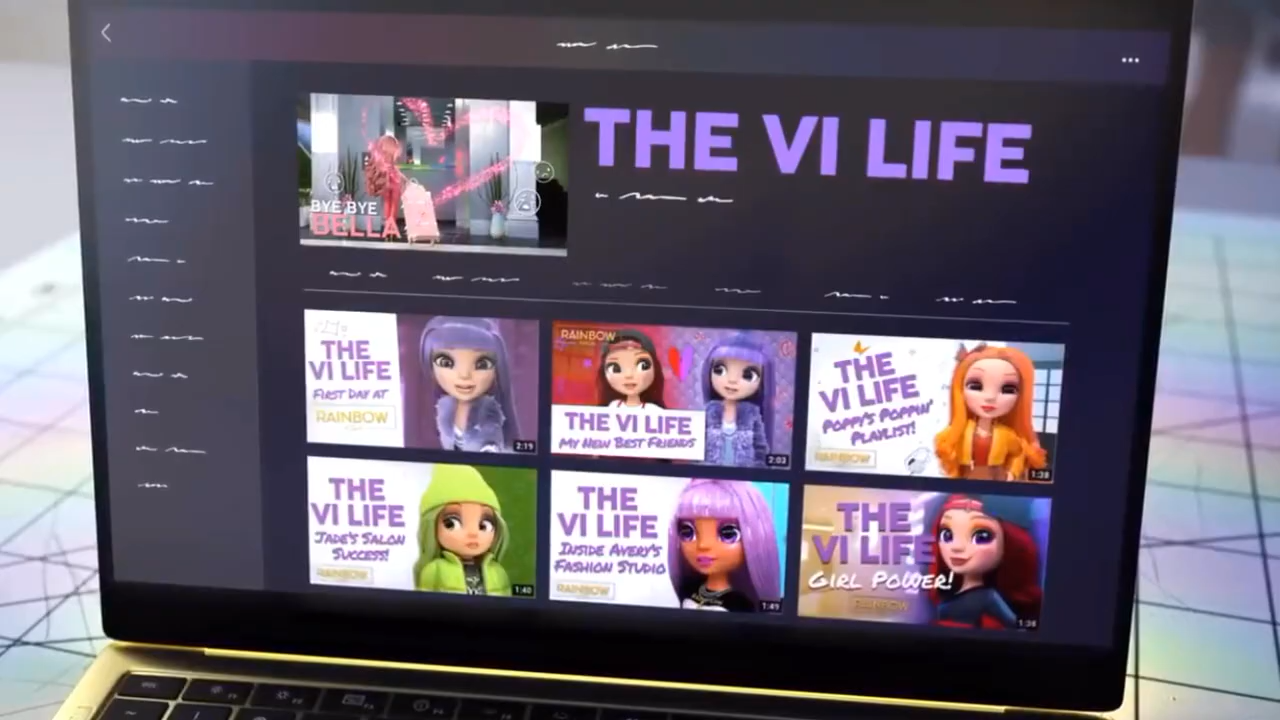 THE VI LIFE
BYE BYE
BELLA
THE
VI LIFE
FIRST DAY AT
RAINBOW
2:19
RAINBOW
THE VI LIFE
MY NEW BEST FRIENDS
2:03
THE
VI LIFE
POPPY'S POPPIN'
PLAYLIST!
RAINBOW
1:38
THE
VI LIFE
JADE'S SALON
SUCCESS!
RAINBOW
1:40
THE
VI LIFE
INSIDE AVERY'S
FASHION STUDIO
RAINBOW
1:49
THE
VI LIFE
GIRL POWER!
RAINBOW
1:36
esc